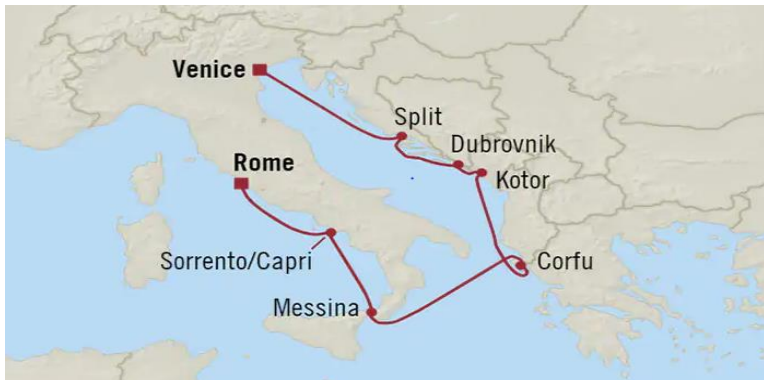 Venice
Split
Dubrovnik
Rome
Kotor
Sorrento/Capri
Corfu
Messina